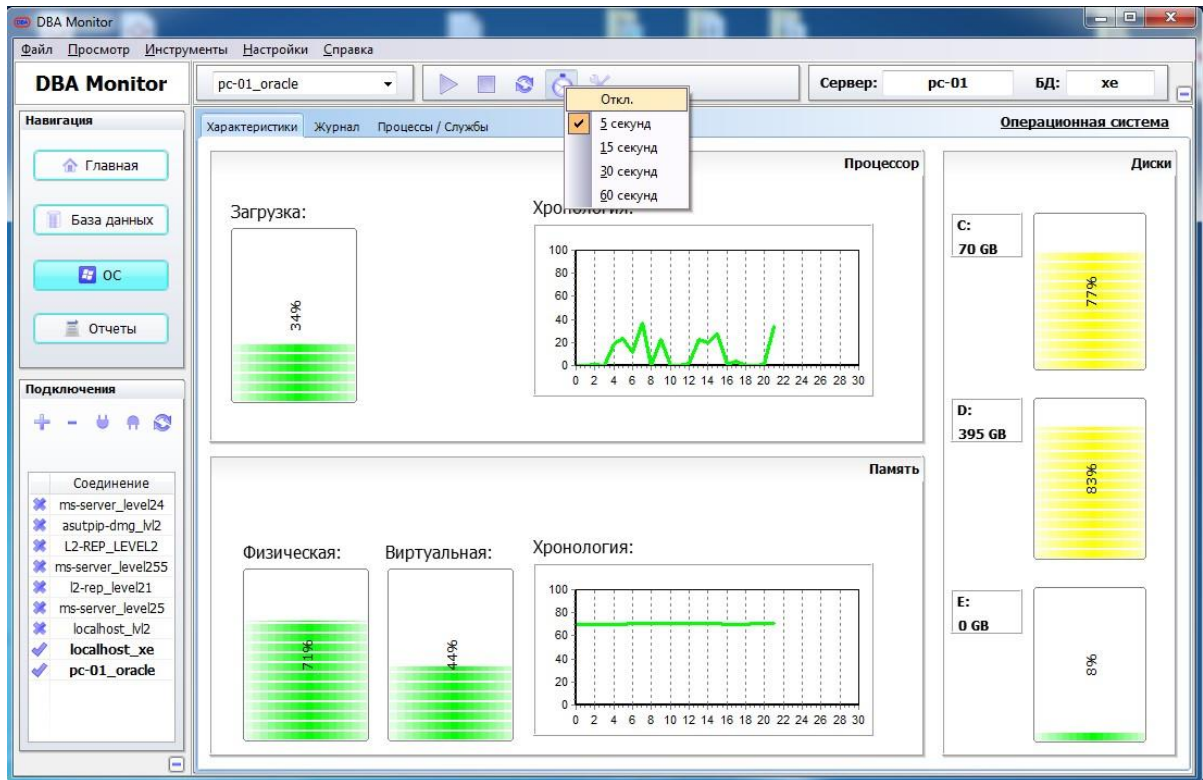 DBA Monitor
Файл Просмотр Инструменты Настройки Справка
DBA Monitor
pc-01_oracle
Сервер: pc-01 БД: xe
Откл.
5 секунд
15 секунд
30 секунд
60 секунд
Навигация
Главная
База данных
ОС
Отчеты
Подключения
Соединение
ms-server_level24
asutpip-dmg_lvl2
L2-REP_LEVEL2
ms-server_level255
l2-rep_level21
ms-server_level25
localhost_lvl2
localhost_xe
pc-01_oracle
Характеристики Журнал Процессы / Службы
Операционная система
Процессор
Загрузка:
34%
Хронология:
100
80
60
40
20
0
0 2 4 6 8 10 12 14 16 18 20 22 24 26 28 30
Память
Физическая:
71%
Виртуальная:
44%
Хронология:
100
80
60
40
20
0
0 2 4 6 8 10 12 14 16 18 20 22 24 26 28 30
Диски
C:
70 GB
77%
D:
395 GB
83%
E:
0 GB
8%